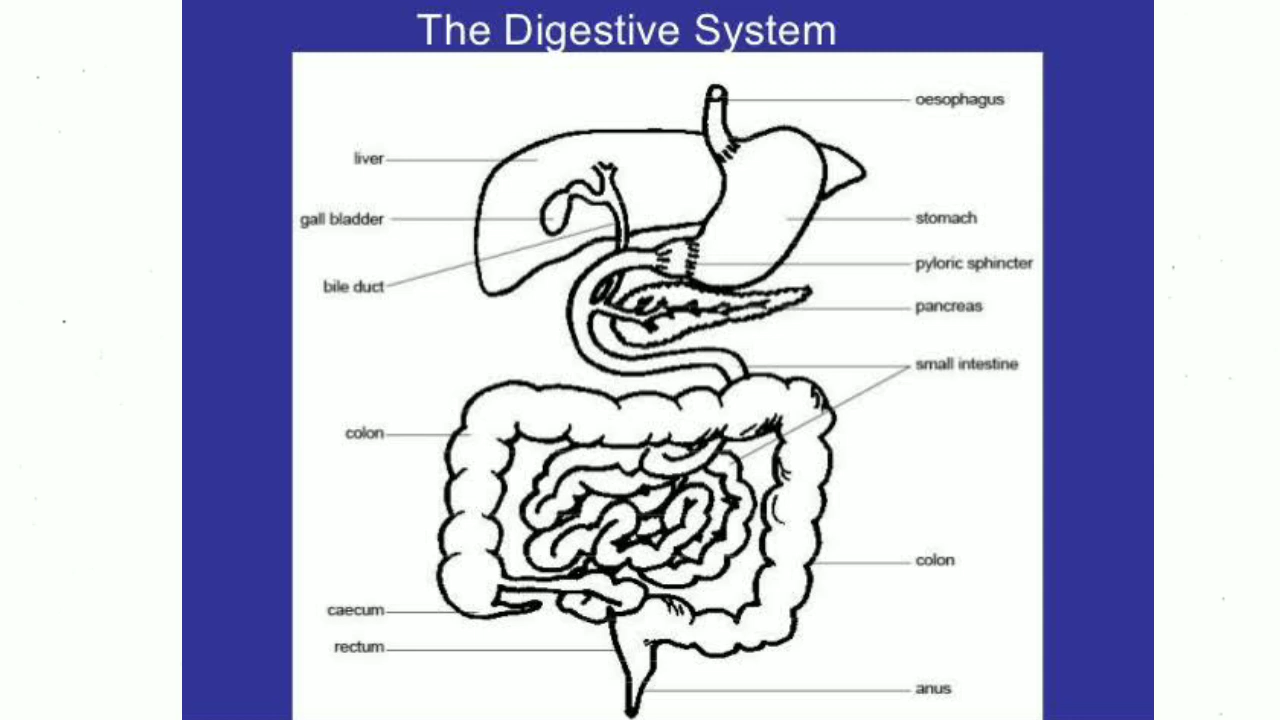 The Digestive System
oesophagus
liver
gall bladder
stomach
pyloric sphincter
bile duct
pancreas
small intestine
colon
colon
caecum
rectum
anus